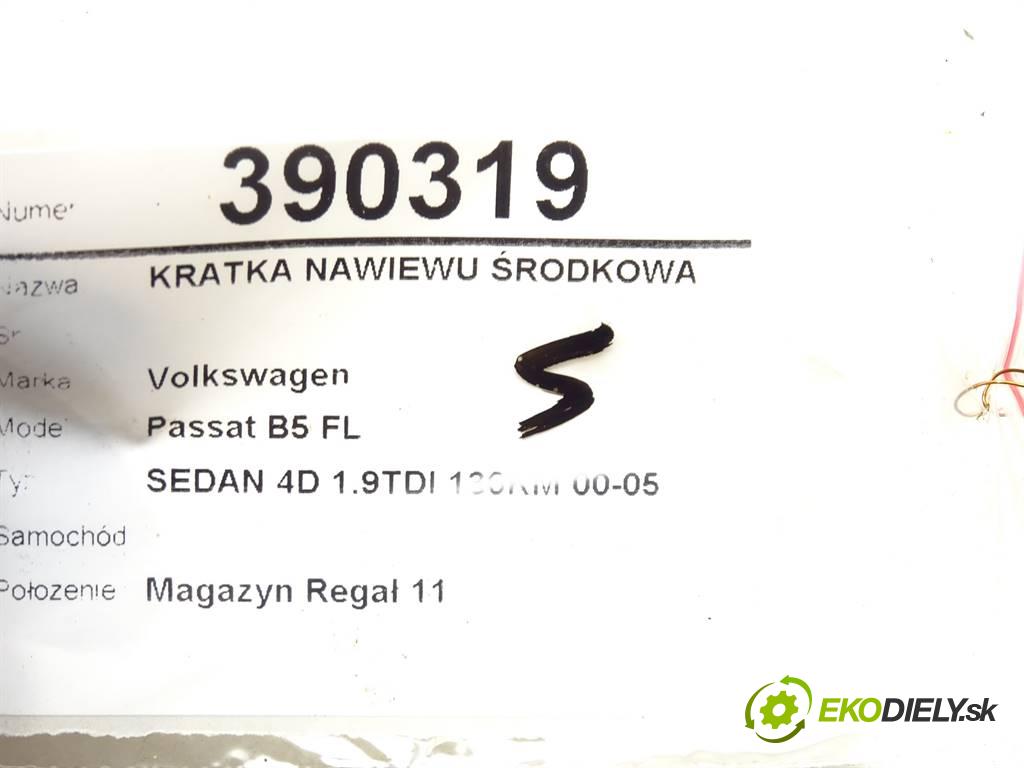 Numer 390319
Nazwa KRATKA NAWIEWU ŚRODKOWA
Marka Volkswagen
S
Model Passat B5 FL
Typ SEDAN 4D 1.9TDI 130KM 00-05
Samochód
Położenie Magazyn Regał 11
EKODIELY.sk